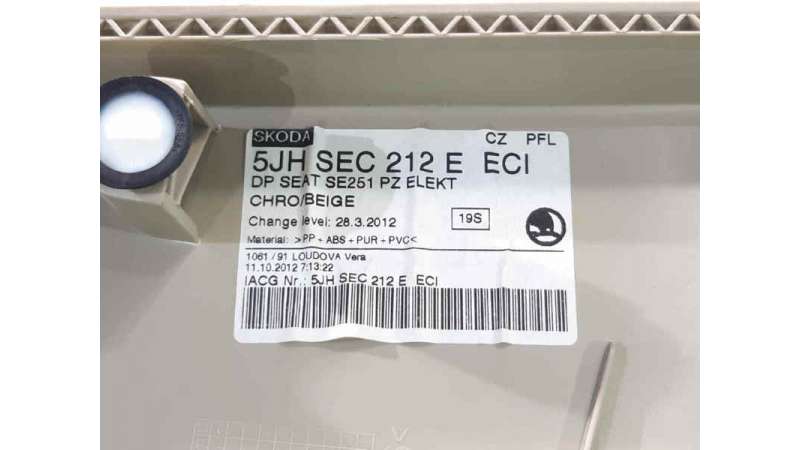 SKODA CZ PFL
5JH SEC 212 E ECI
DP SEAT SE251 PZ ELEKT
CHRO/BEIGE
Change level: 28.3.2012 19S
Material: >PP+ABS+PUR+PVC<
1061 / 91 LOUDOVA Vera
11.10.2012 7:13:22
IACG Nr.: 5JH SEC 212 E ECI